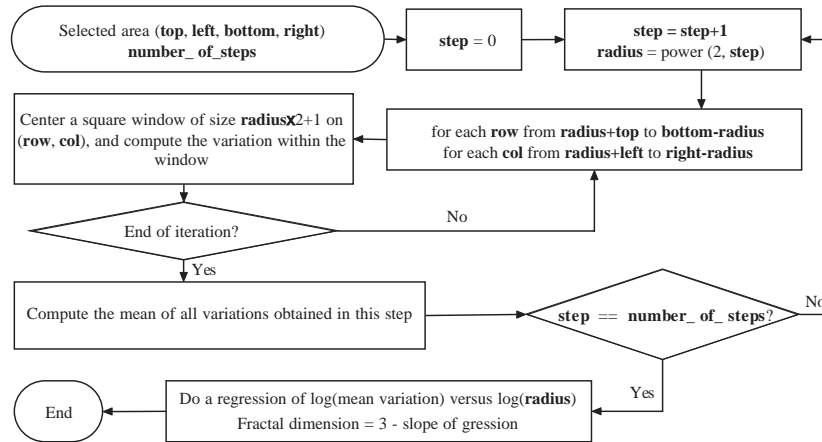 Selected area (top, left, bottom, right)
number_ of_steps
step = 0
step = step+1
radius = power (2, step)
Center a square window of size radius×2+1 on
(row, col), and compute the variation within the
window
for each row from radius+top to bottom-radius
for each col from radius+left to right-radius
End of iteration?
No
Yes
Compute the mean of all variations obtained in this step
step == number_ of_ steps?
No
Yes
Do a regression of log(mean variation) versus log(radius)
Fractal dimension = 3 - slope of gression
End